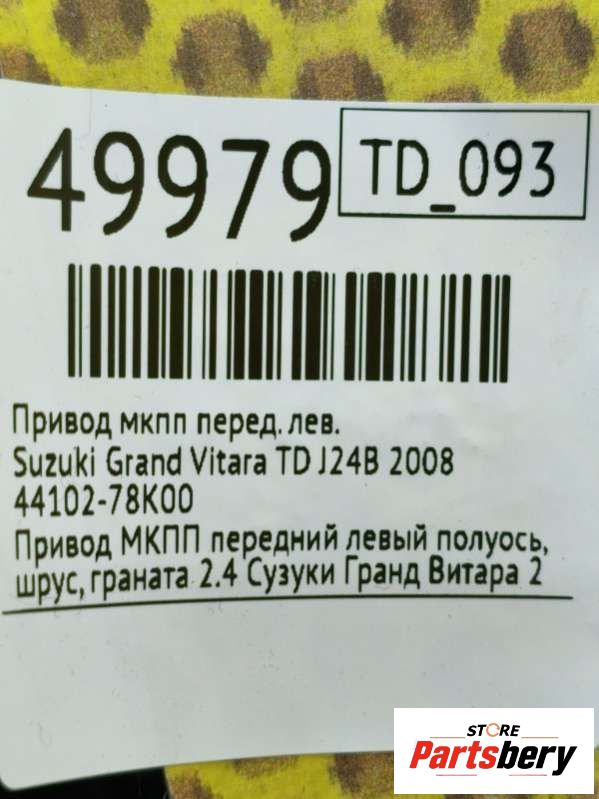 49979
TD_093
Привод мкпп перед. лев.
Suzuki Grand Vitara TD J24B 2008
44102-78K00
Привод МКПП передний левый полуось,
шрус, граната 2.4 Сузуки Гранд Витара 2
STORE
Partsbery